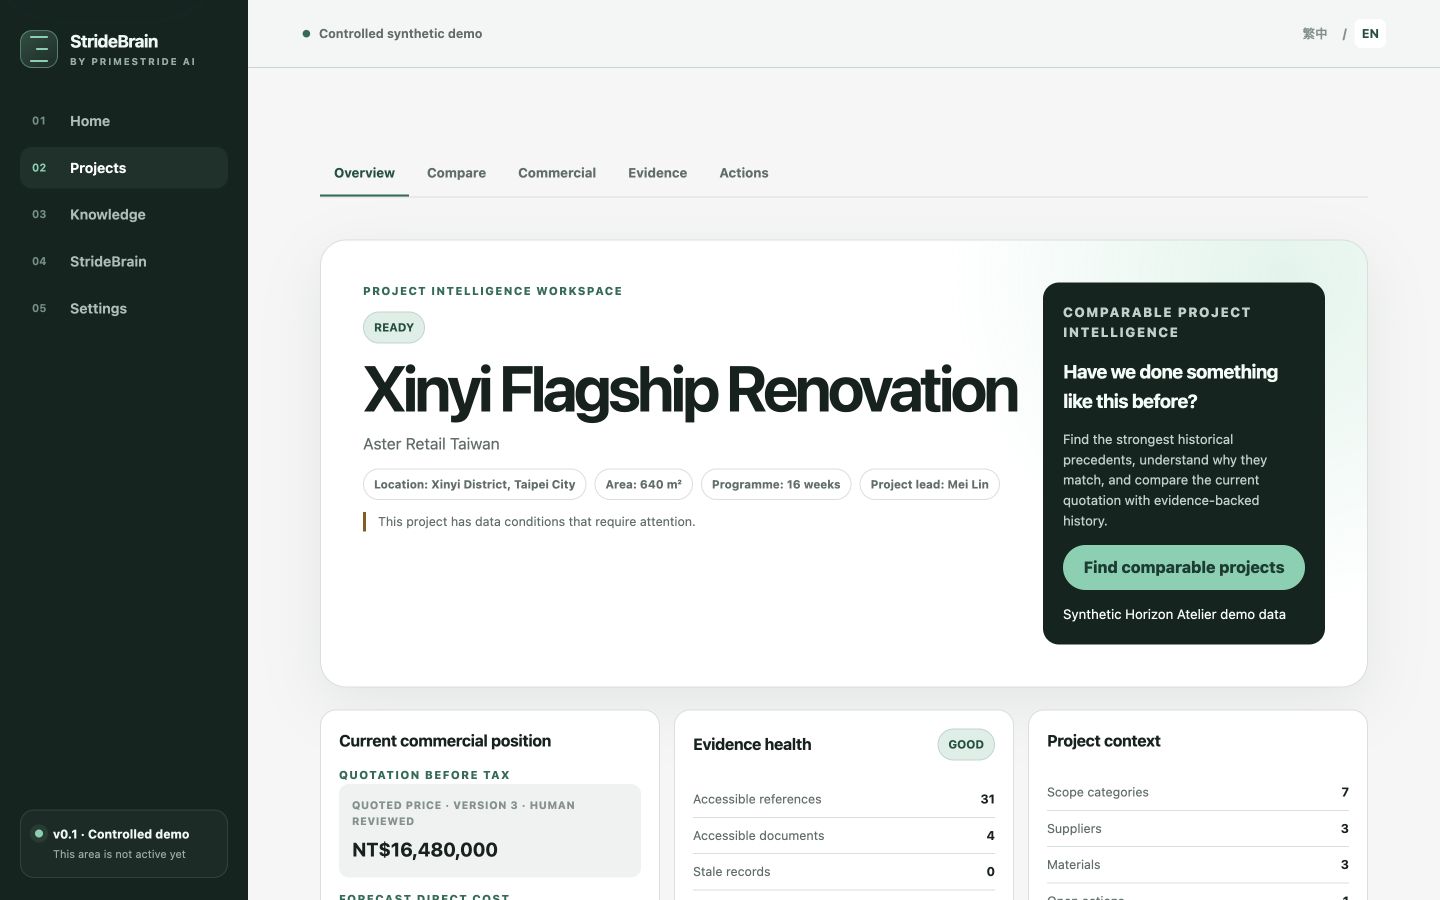 StrideBrain
BY PRIMESTRIDE AI
01 Home
02 Projects
03 Knowledge
04 StrideBrain
05 Settings
v0.1 · Controlled demo
This area is not active yet
Controlled synthetic demo
繁中 / EN
Overview Compare Commercial Evidence Actions
PROJECT INTELLIGENCE WORKSPACE
READY
Xinyi Flagship Renovation
Aster Retail Taiwan
Location: Xinyi District, Taipei City
Area: 640 m²
Programme: 16 weeks
Project lead: Mei Lin
This project has data conditions that require attention.
COMPARABLE PROJECT
INTELLIGENCE
Have we done something
like this before?
Find the strongest historical
precedents, understand why they
match, and compare the current
quotation with evidence-backed
history.
Find comparable projects
Synthetic Horizon Atelier demo data
Current commercial position
QUOTATION BEFORE TAX
QUOTED PRICE · VERSION 3 · HUMAN
REVIEWED
NT$16,480,000
FORECAST DIRECT COST
Evidence health
GOOD
Accessible references 31
Accessible documents 4
Stale records 0
Project context
Scope categories 7
Suppliers 3
Materials 3
Open actions 1